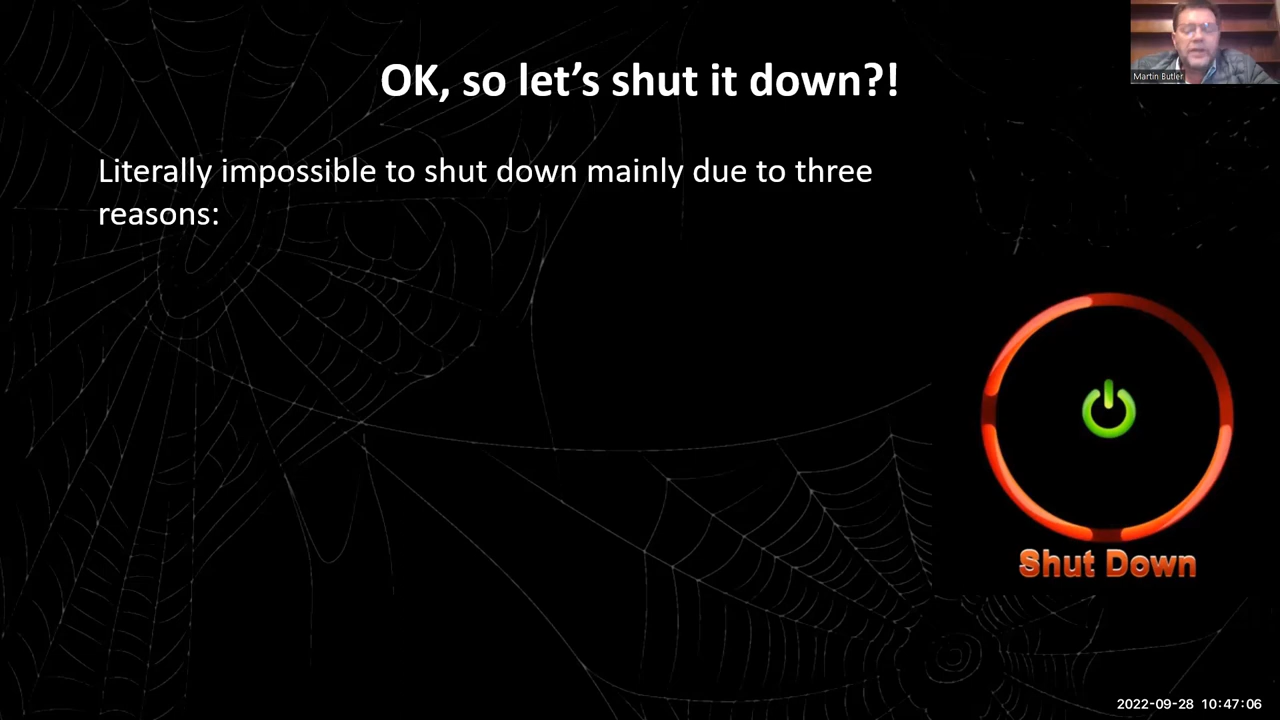 Martin Butler
OK, so let’s shut it down?!
Literally impossible to shut down mainly due to three
reasons:
Shut Down
2022-09-28 10:47:06